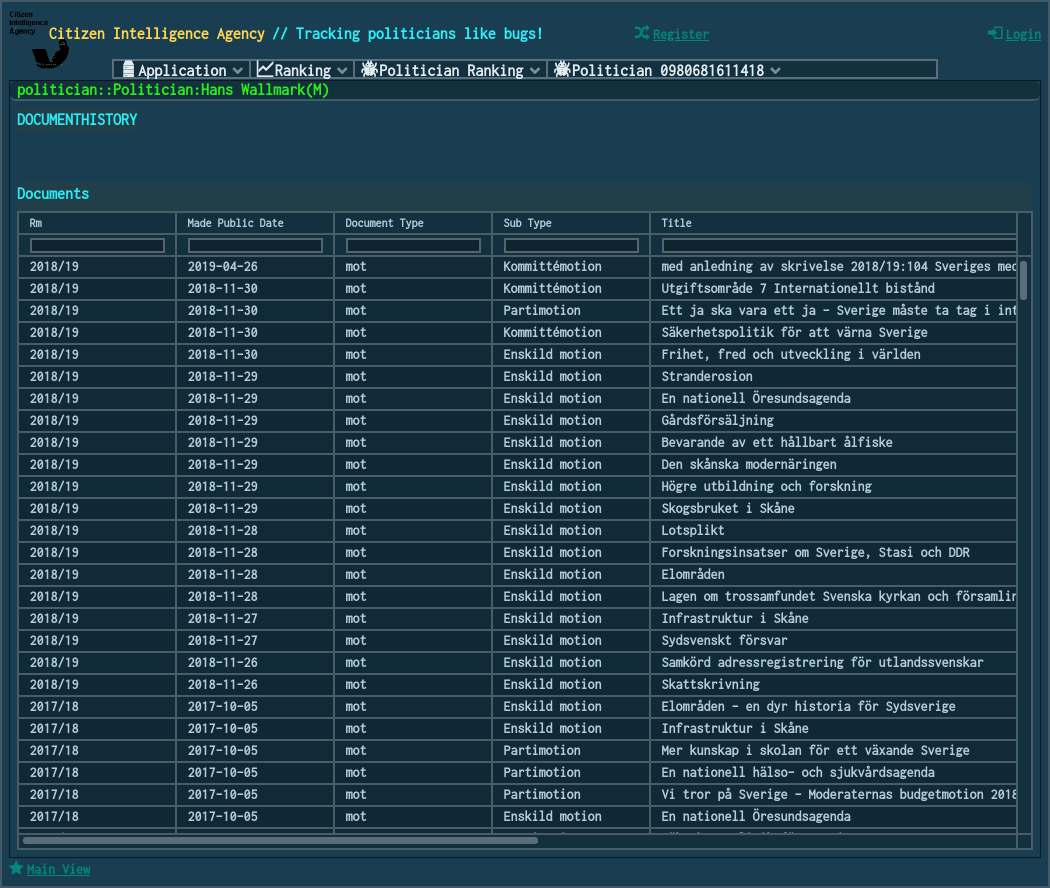 Citizen
Intelligence
Agency
Citizen Intelligence Agency // Tracking politicians like bugs!
Register
Login
Application Ranking Politician Ranking Politician 0980681611418
politician::Politician:Hans Wallmark(M)
DOCUMENTHISTORY
Documents
Rm Made Public Date Document Type Sub Type Title
2018/19 2019-04-26 mot Kommittémotion med anledning av skrivelse 2018/19:104 Sveriges med
2018/19 2018-11-30 mot Kommittémotion Utgiftsområde 7 Internationellt bistånd
2018/19 2018-11-30 mot Partimotion Ett ja ska vara ett ja – Sverige måste ta tag i int
2018/19 2018-11-30 mot Kommittémotion Säkerhetspolitik för att värna Sverige
2018/19 2018-11-30 mot Enskild motion Frihet, fred och utveckling i världen
2018/19 2018-11-29 mot Enskild motion Stranderosion
2018/19 2018-11-29 mot Enskild motion En nationell Öresundsagenda
2018/19 2018-11-29 mot Enskild motion Gårdsförsäljning
2018/19 2018-11-29 mot Enskild motion Bevarande av ett hållbart ålfiske
2018/19 2018-11-29 mot Enskild motion Den skånska modernäringen
2018/19 2018-11-29 mot Enskild motion Högre utbildning och forskning
2018/19 2018-11-29 mot Enskild motion Skogsbruket i Skåne
2018/19 2018-11-28 mot Enskild motion Lotsplikt
2018/19 2018-11-28 mot Enskild motion Forskningsinsatser om Sverige, Stasi och DDR
2018/19 2018-11-28 mot Enskild motion Elområden
2018/19 2018-11-28 mot Enskild motion Lagen om trossamfundet Svenska kyrkan och församlin
2018/19 2018-11-27 mot Enskild motion Infrastruktur i Skåne
2018/19 2018-11-27 mot Enskild motion Sydsvenskt försvar
2018/19 2018-11-26 mot Enskild motion Samkörd adressregistrering för utlandssvenskar
2018/19 2018-11-26 mot Enskild motion Skattskrivning
2017/18 2017-10-05 mot Enskild motion Elområden – en dyr historia för Sydsverige
2017/18 2017-10-05 mot Enskild motion Infrastruktur i Skåne
2017/18 2017-10-05 mot Partimotion Mer kunskap i skolan för ett växande Sverige
2017/18 2017-10-05 mot Partimotion En nationell hälso- och sjukvårdsagenda
2017/18 2017-10-05 mot Partimotion Vi tror på Sverige – Moderaternas budgetmotion 2018
2017/18 2017-10-05 mot Enskild motion En nationell Öresundsagenda
Main View